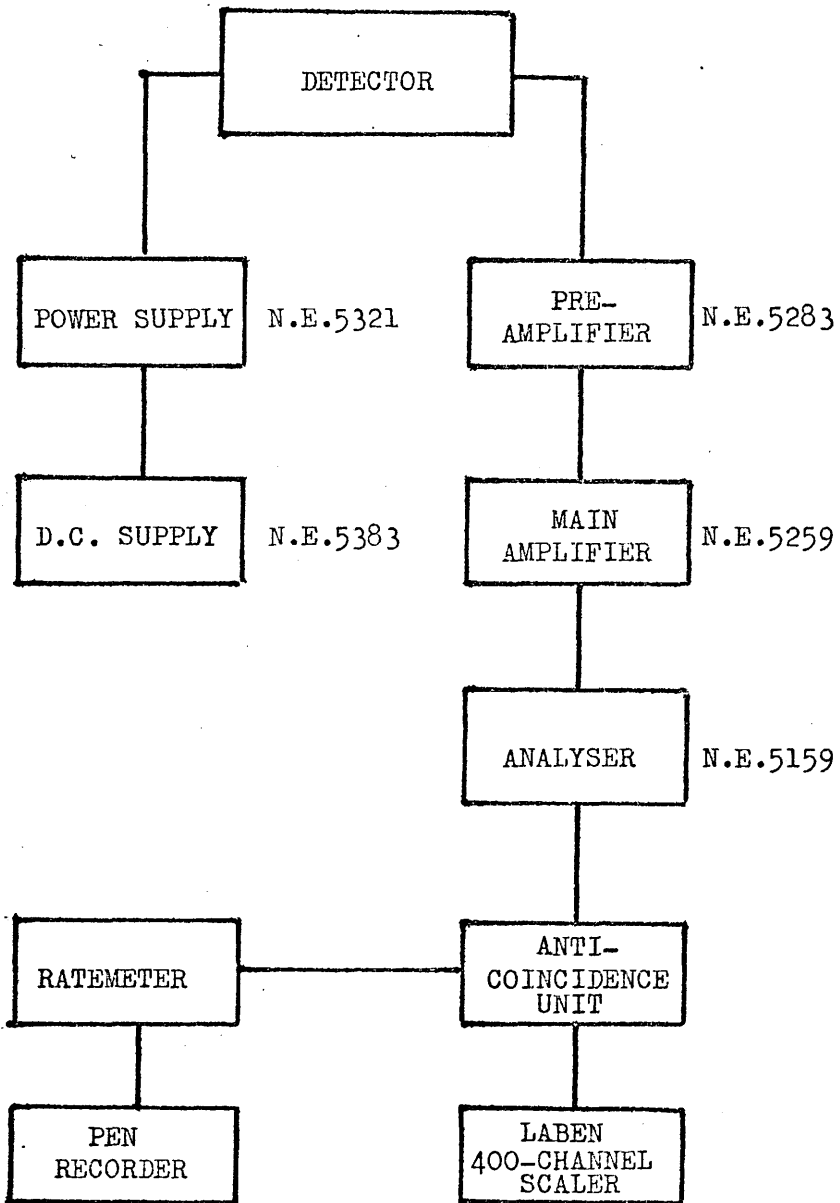 DETECTOR
POWER SUPPLY
N.E.5321
PRE-
AMPLIFIER
N.E.5283
D.C. SUPPLY
N.E.5383
MAIN
AMPLIFIER
N.E.5259
ANALYSER
N.E.5159
RATEMETER
ANTI-
COINCIDENCE
UNIT
PEN
RECORDER
LABEN
400-CHANNEL
SCALER